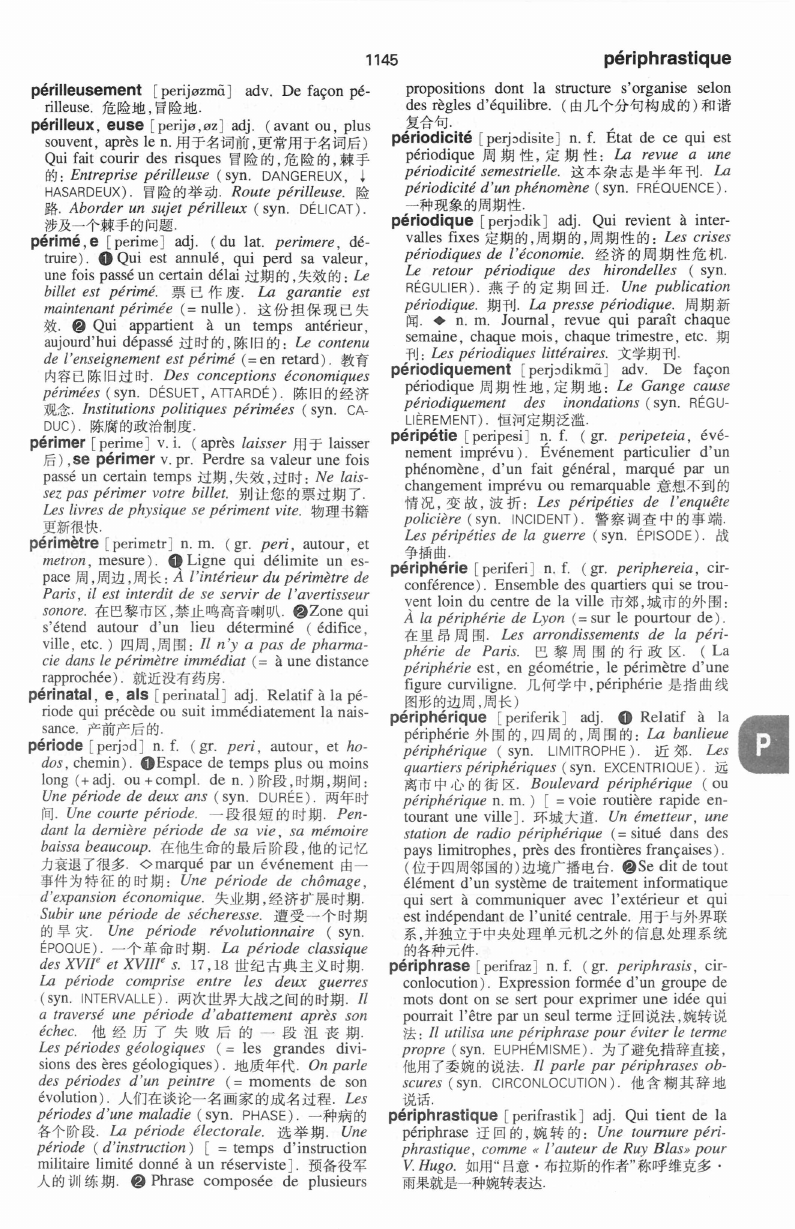 1145
périphrastique
périlleusement [perijøzmɑ̃] adv. De façon pé-
rilleuse. 危险地,冒险地.
périlleux, euse [perijø,øz] adj. (avant ou, plus
souvent, après le n. 用于名词前,更常用于名词后)
Qui fait courir des risques 冒险的,危险的,棘手
的: Entreprise périlleuse (syn. DANGEREUX, ↓
HASARDEUX). 冒险的举动. Route périlleuse. 险
路. Aborder un sujet périlleux (syn. DÉLICAT).
涉及一个棘手的问题.
périmé,e [perime] adj. (du lat. perimere, dé-
truire). ❶ Qui est annulé, qui perd sa valeur,
une fois passé un certain délai 过期的,失效的: Le
billet est périmé. 票已作废. La garantie est
maintenant périmée (= nulle). 这份担保现已失
效. ❷ Qui appartient à un temps antérieur,
aujourd'hui dépassé 过时的,陈旧的: Le contenu
de l'enseignement est périmé (= en retard). 教育
内容已陈旧过时. Des conceptions économiques
périmées (syn. DÉSUET, ATTARDÉ). 陈旧的经济
观念. Institutions politiques périmées (syn. CA-
DUC). 陈腐的政治制度.
périmer [perime] v. i. (après laisser 用于 laisser
后),se périmer v. pr. Perdre sa valeur une fois
passé un certain temps 过期,失效,过时: Ne lais-
sez pas périmer votre billet. 别让您的票过期了.
Les livres de physique se périment vite. 物理书籍
更新很快.
périmètre [perimɛtr] n. m. (gr. peri, autour, et
metron, mesure). ❶ Ligne qui délimite un es-
pace 周,周边,周长: À l'intérieur du périmètre de
Paris, il est interdit de se servir de l'avertisseur
sonore. 在巴黎市区,禁止鸣高音喇叭. ❷Zone qui
s'étend autour d'un lieu déterminé (édifice,
ville, etc.) 四周,周围: Il n'y a pas de pharma-
cie dans le périmètre immédiat (= à une distance
rapprochée). 就近没有药房.
périnatal, e, als [perinatal] adj. Relatif à la pé-
riode qui précède ou suit immédiatement la nais-
sance. 产前产后的.
période [perjɔd] n. f. (gr. peri, autour, et ho-
dos, chemin). ❶Espace de temps plus ou moins
long (+ adj. ou + compl. de n.)阶段,时期,期间:
Une période de deux ans (syn. DURÉE). 两年时
间. Une courte période. 一段很短的时期. Pen-
dant la dernière période de sa vie, sa mémoire
baissa beaucoup. 在他生命的最后阶段,他的记忆
力衰退了很多. ◇marqué par un événement 由一
事件为特征的时期: Une période de chômage,
d'expansion économique. 失业期,经济扩展时期.
Subir une période de sécheresse. 遭受一个时期
的旱灾. Une période révolutionnaire (syn.
ÉPOQUE). 一个革命时期. La période classique
des XVIIe et XVIIIe s. 17,18 世纪古典主义时期.
La période comprise entre les deux guerres
(syn. INTERVALLE). 两次世界大战之间的时期. Il
a traversé une période d'abattement après son
échec. 他经历了失败后的一段沮丧期.
Les périodes géologiques (= les grandes divi-
sions des ères géologiques). 地质年代. On parle
des périodes d'un peintre (= moments de son
évolution). 人们在谈论一名画家的成名过程. Les
périodes d'une maladie (syn. PHASE). 一种病的
各个阶段. La période électorale. 选举期. Une
période (d'instruction) [= temps d'instruction
militaire limité donné à un réserviste]. 预备役军
人的训练期. ❷ Phrase composée de plusieurs
propositions dont la structure s'organise selon
des règles d'équilibre. (由几个分句构成的)和谐
复合句.
périodicité [perjɔdisite] n. f. État de ce qui est
périodique 周期性,定期性: La revue a une
périodicité semestrielle. 这本杂志是半年刊. La
périodicité d'un phénomène (syn. FRÉQUENCE).
一种现象的周期性.
périodique [perjɔdik] adj. Qui revient à inter-
valles fixes 定期的,周期的,周期性的: Les crises
périodiques de l'économie. 经济的周期性危机.
Le retour périodique des hirondelles (syn.
RÉGULIER). 燕子的定期回迁. Une publication
périodique. 期刊. La presse périodique. 周期新
闻. ◆ n. m. Journal, revue qui paraît chaque
semaine, chaque mois, chaque trimestre, etc. 期
刊: Les périodiques littéraires. 文学期刊.
périodiquement [perjɔdikmɑ̃] adv. De façon
périodique 周期性地,定期地: Le Gange cause
périodiquement des inondations (syn. RÉGU-
LIÈREMENT). 恒河定期泛滥.
péripétie [peripesi] n. f. (gr. peripeteia, évé-
nement imprévu). Événement particulier d'un
phénomène, d'un fait général, marqué par un
changement imprévu ou remarquable 意想不到的
情况,变故,波折: Les péripéties de l'enquête
policière (syn. INCIDENT). 警察调查中的事端.
Les péripéties de la guerre (syn. ÉPISODE). 战
争插曲.
périphérie [periferi] n. f. (gr. periphereia, cir-
conférence). Ensemble des quartiers qui se trou-
vent loin du centre de la ville 市郊,城市的外围:
À la périphérie de Lyon (= sur le pourtour de).
在里昂周围. Les arrondissements de la péri-
phérie de Paris. 巴黎周围的行政区. (La
périphérie est, en géométrie, le périmètre d'une
figure curviligne. 几何学中,périphérie 是指曲线
图形的边周,周长)
périphérique [periferik] adj. ❶ Relatif à la
périphérie 外围的,四周的,周围的: La banlieue
périphérique (syn. LIMITROPHE). 近郊. Les
quartiers périphériques (syn. EXCENTRIQUE). 远
离市中心的街区. Boulevard périphérique (ou
périphérique n. m.) [= voie routière rapide en-
tourant une ville]. 环城大道. Un émetteur, une
station de radio périphérique (= situé dans des
pays limitrophes, près des frontières françaises).
(位于四周邻国的)边境广播电台. ❷Se dit de tout
élément d'un système de traitement informatique
qui sert à communiquer avec l'extérieur et qui
est indépendant de l'unité centrale. 用于与外界联
系,并独立于中央处理单元机之外的信息处理系统
的各种元件.
périphrase [perifraz] n. f. (gr. periphrasis, cir-
conlocution). Expression formée d'un groupe de
mots dont on se sert pour exprimer une idée qui
pourrait l'être par un seul terme 迂回说法,婉转说
法: Il utilisa une périphrase pour éviter le terme
propre (syn. EUPHÉMISME). 为了避免措辞直接,
他用了委婉的说法. Il parle par périphrases ob-
scures (syn. CIRCONLOCUTION). 他含糊其辞地
说话.
périphrastique [perifrastik] adj. Qui tient de la
périphrase 迂回的,婉转的: Une tournure péri-
phrastique, comme « l'auteur de Ruy Blas» pour
V. Hugo. 如用“吕意·布拉斯的作者”称呼维克多·
雨果就是一种婉转表达.
P